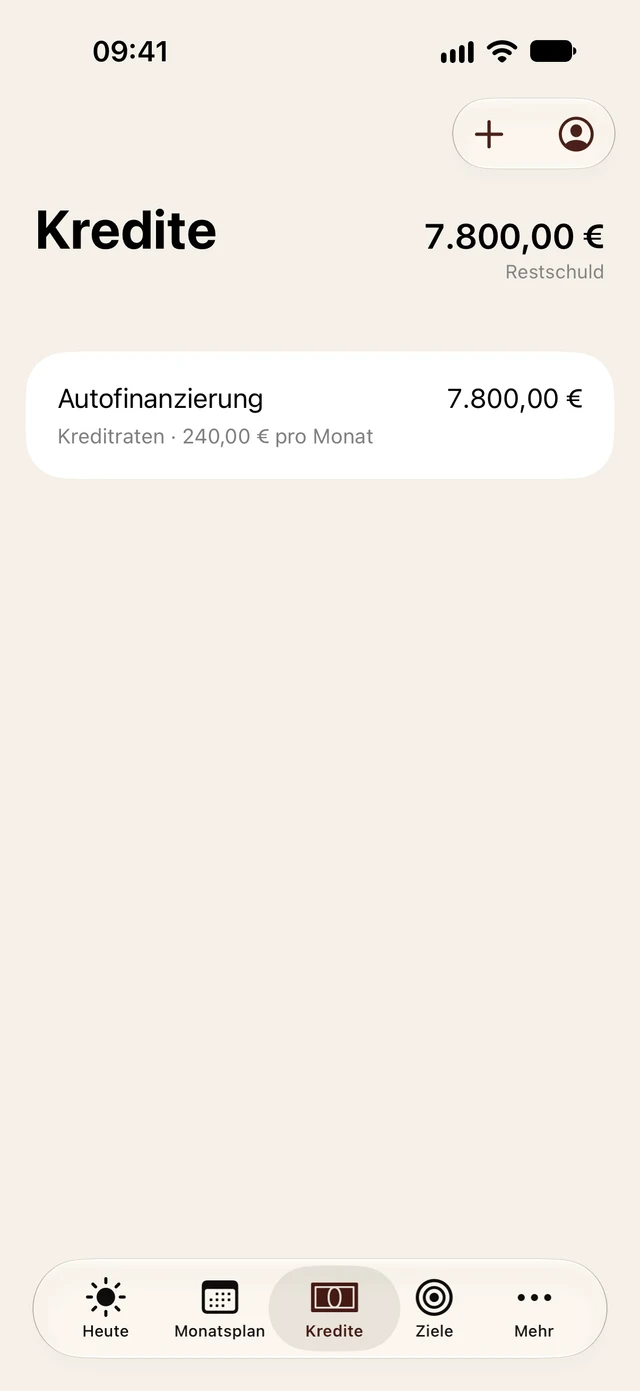 09:41
Kredite
7.800,00 €
Restschuld
Autofinanzierung
7.800,00 €
Kreditraten · 240,00 € pro Monat
Heute
Monatsplan
Kredite
Ziele
Mehr